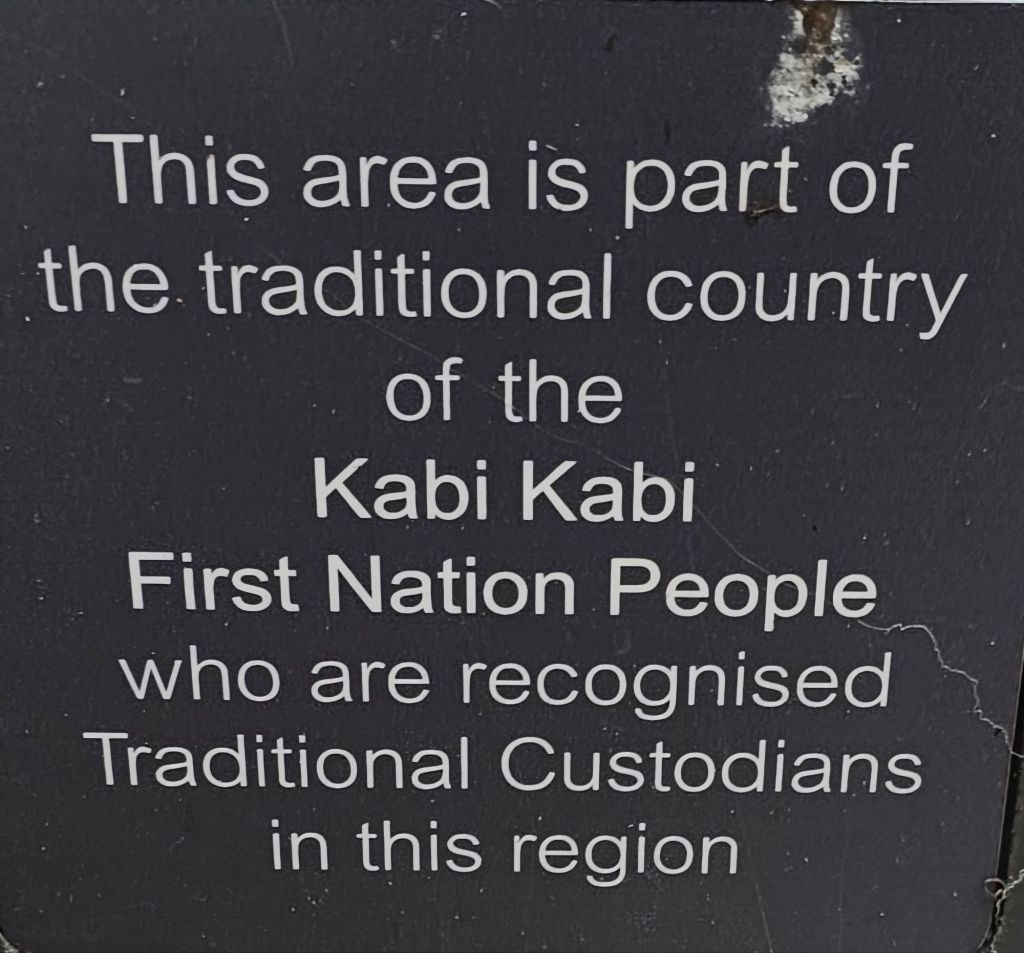 This area is part of
the traditional country
of the
Kabi Kabi
First Nation People
who are recognised
Traditional Custodians
in this region